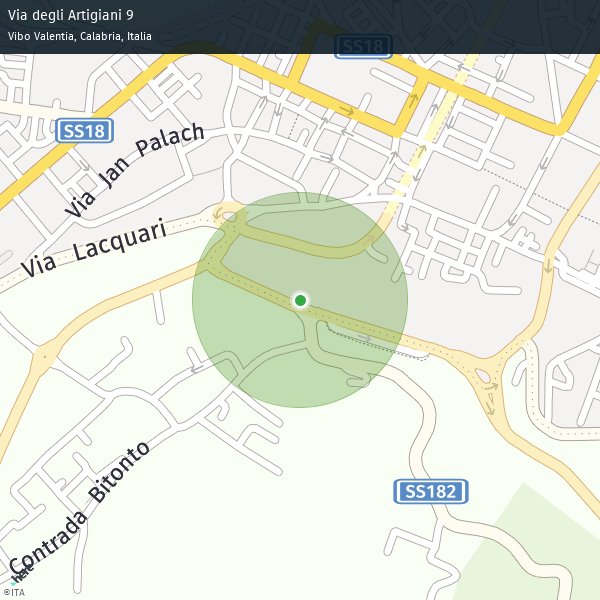 Via degli Artigiani 9
Vibo Valentia, Calabria, Italia
SS18
SS18
Via Jan Palach
Via Lacquari
SS182
Contrada Bitonto
here
©ITA